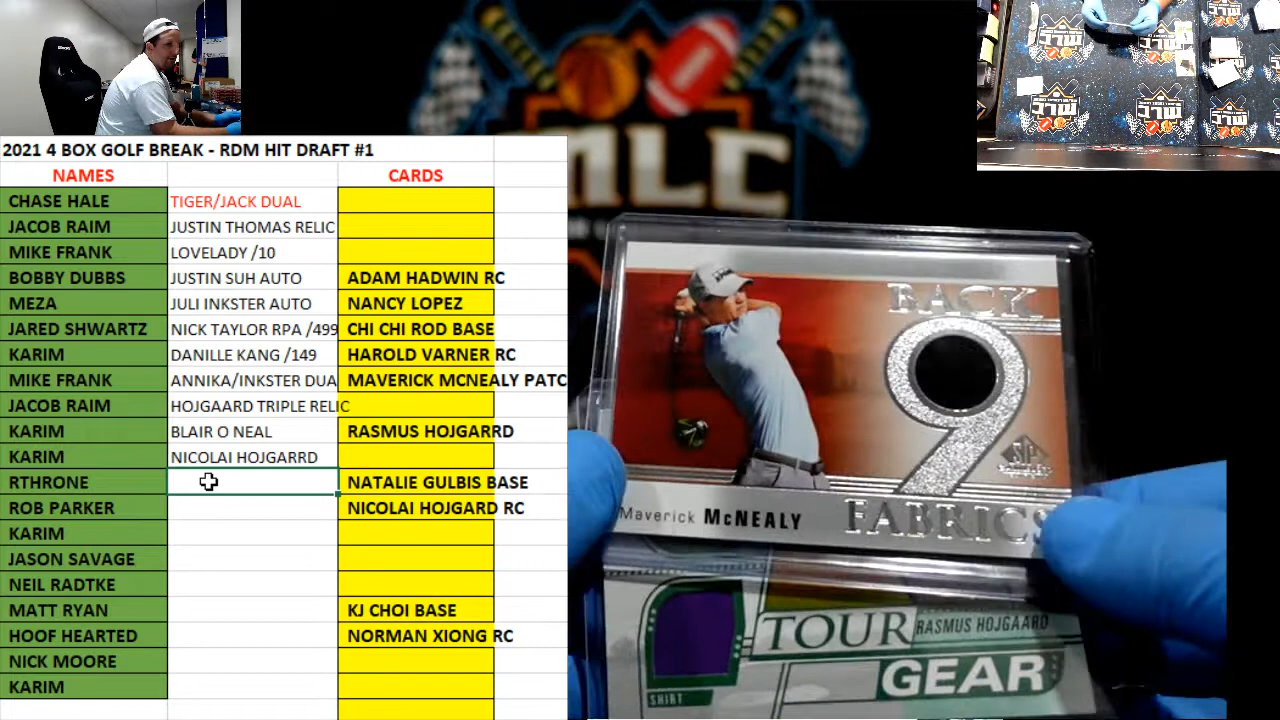 2021 4 BOX GOLF BREAK - RDM HIT DRAFT #1
NAMES CARDS
CHASE HALE TIGER/JACK DUAL
JACOB RAIM JUSTIN THOMAS RELIC
MIKE FRANK LOVELADY /10
BOBBY DUBBS JUSTIN SUH AUTO ADAM HADWIN RC
MEZA JULI INKSTER AUTO NANCY LOPEZ
JARED SHWARTZ NICK TAYLOR RPA /499 CHI CHI ROD BASE
KARIM DANILLE KANG /149 HAROLD VARNER RC
MIKE FRANK ANNIKA/INKSTER DUA MAVERICK MCNEALY PATC
JACOB RAIM HOJGAARD TRIPLE RELIC
KARIM BLAIR O NEAL RASMUS HOJGARRD
KARIM NICOLAI HOJGARRD
RTHRONE NATALIE GULBIS BASE
ROB PARKER NICOLAI HOJGARD RC
KARIM
JASON SAVAGE
NEIL RADTKE
MATT RYAN KJ CHOI BASE
HOOF HEARTED NORMAN XIONG RC
NICK MOORE
KARIM
MLC
BACK
9
FABRICS
Maverick McNEALY
SP
TOUR
RASMUS HOJGAARD
GEAR
SHIRT